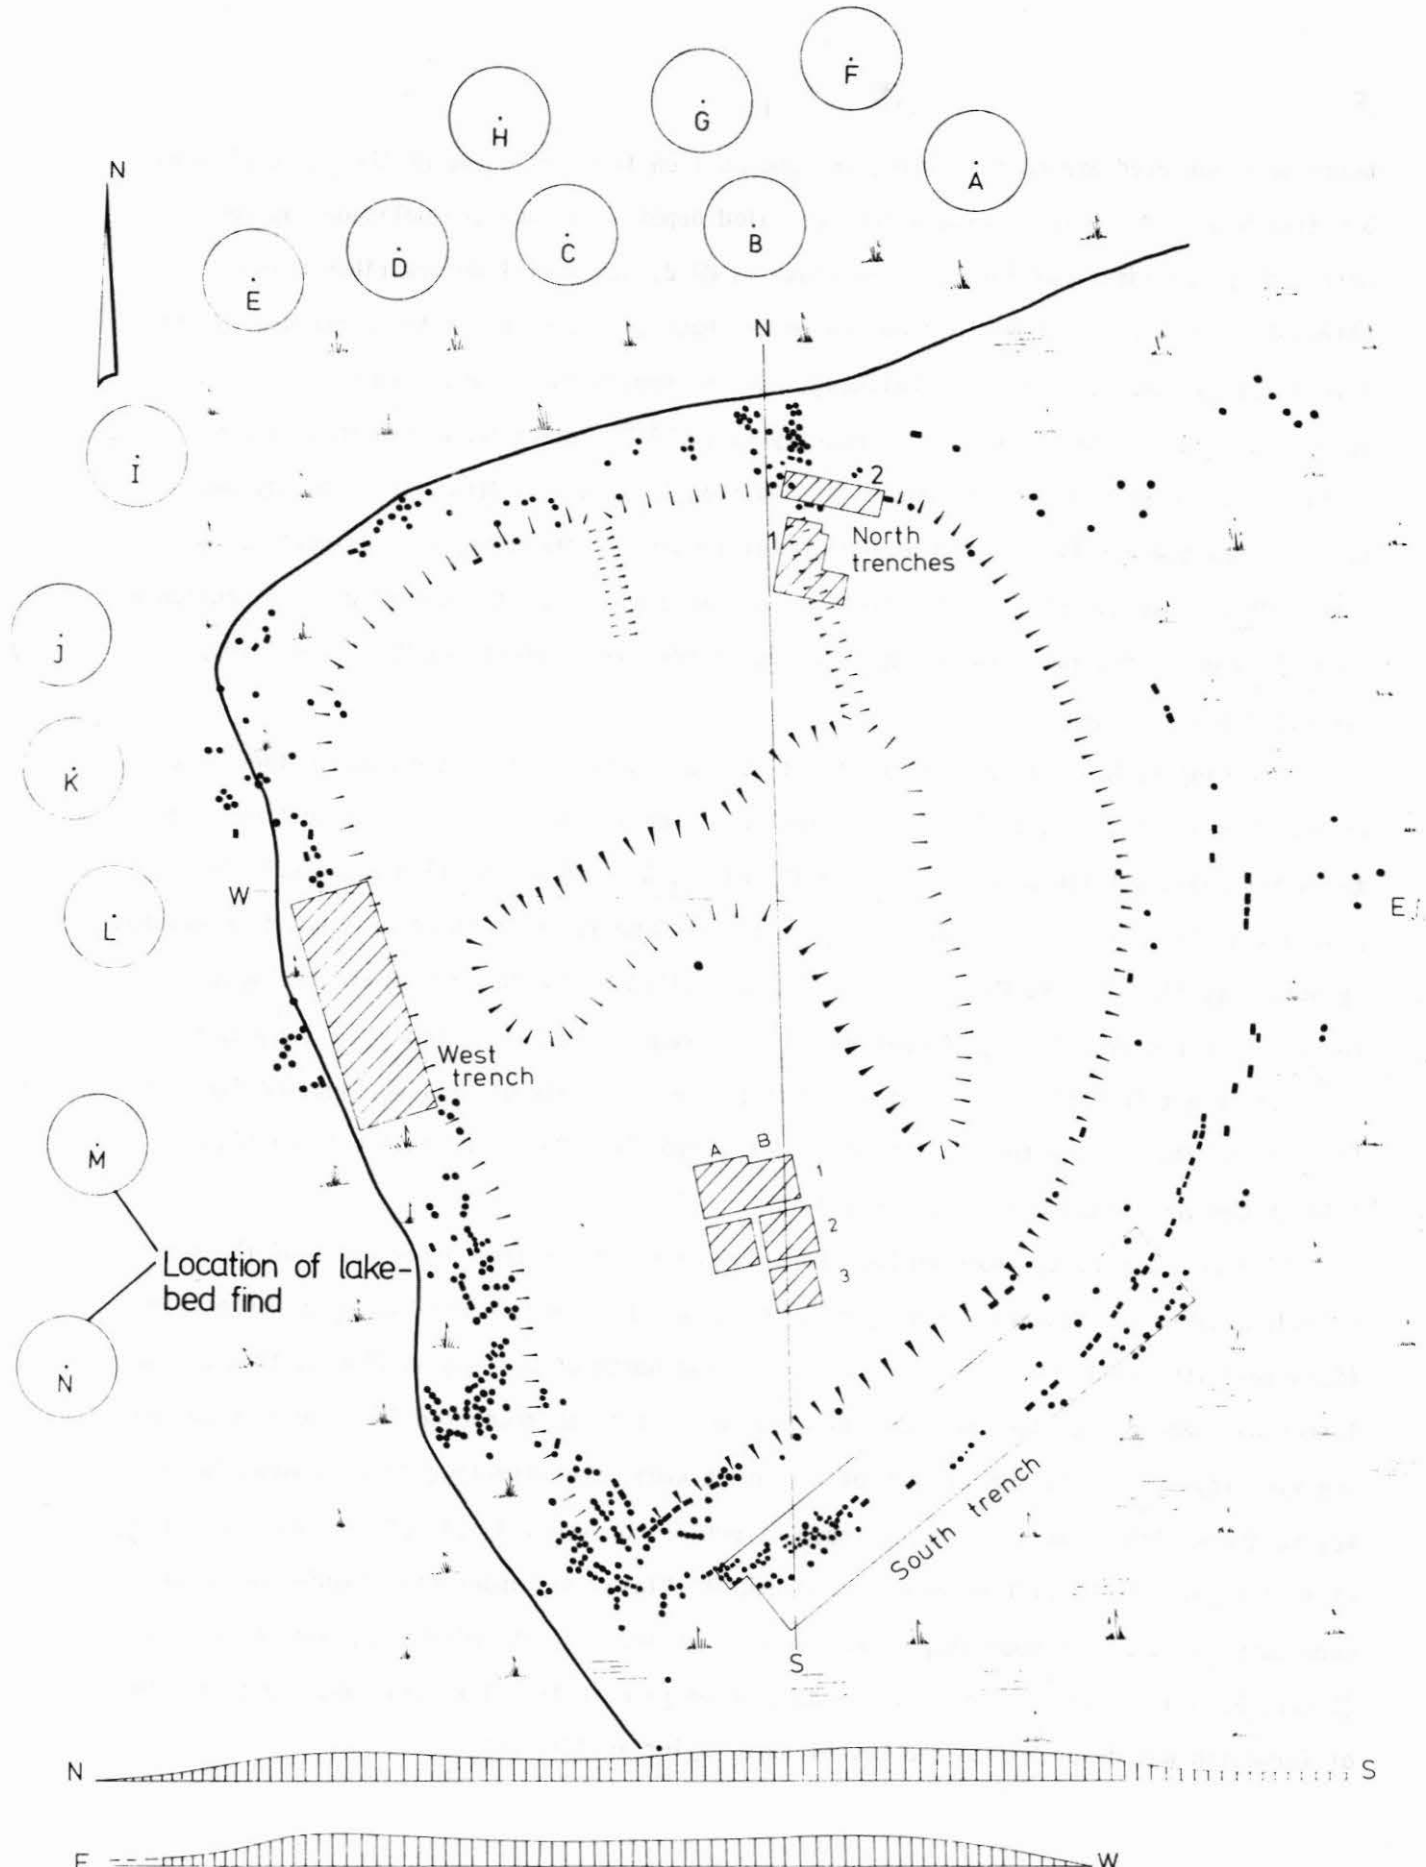 F
G
H
A
N
B
C
D
E
N
I
2
1
North
trenches
J
K
W
L
E
West
trench
A
B
1
M
2
Location of lake-
bed find
3
N
South trench
S
N
S
E
W